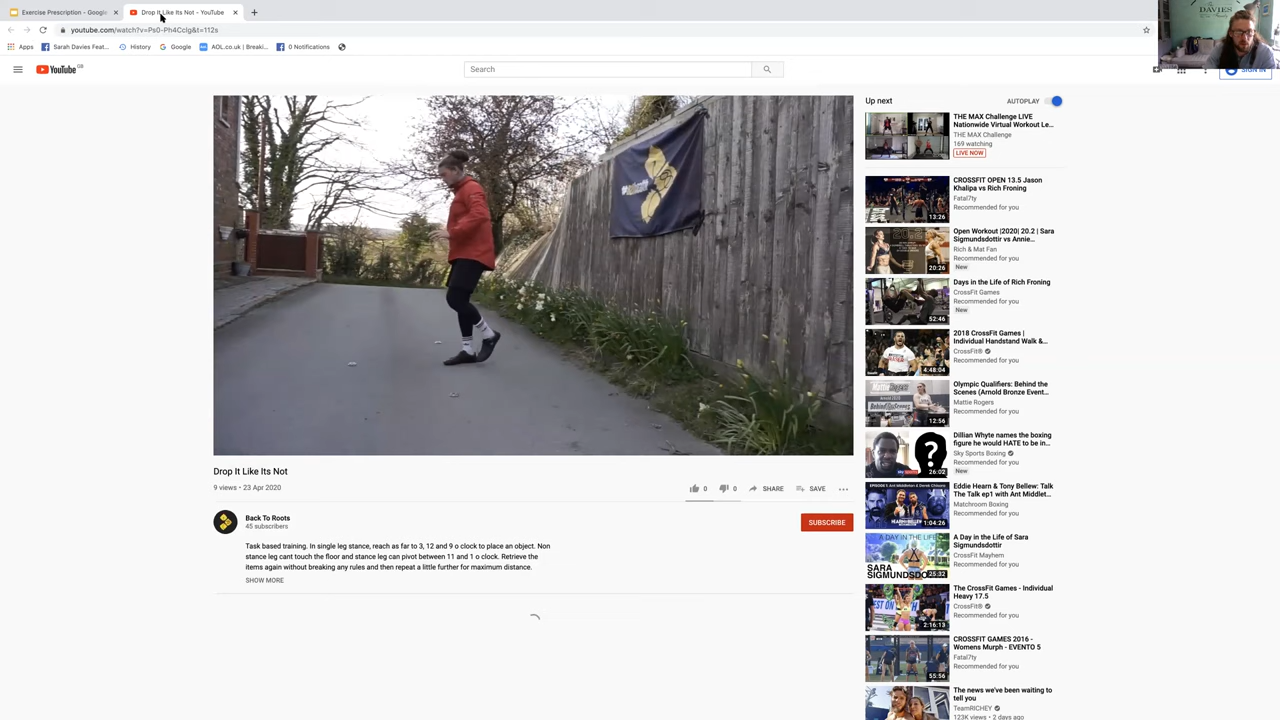 Exercise Prescription - Google
Drop It Like Its Not - YouTube
youtube.com/watch?v=Ps0-Ph4CcIg&t=112s
Apps
Sarah Davies Feat...
History
Google
AOL.co.uk | Breaki...
0 Notifications
YouTube GB
Search
SIGN IN
DAVIES
Up next
AUTOPLAY
THE MAX Challenge LIVE
Nationwide Virtual Workout Le...
THE MAX Challenge
169 watching
LIVE NOW
CROSSFIT OPEN 13.5 Jason
Khalipa vs Rich Froning
Fatal7ty
Recommended for you
13:26
Open Workout |2020| 20.2 | Sara
Sigmundsdottir vs Annie...
Rich & Mat Fan
Recommended for you
New
20:26
Days in the Life of Rich Froning
CrossFit Games
Recommended for you
New
52:46
2018 CrossFit Games |
Individual Handstand Walk &...
CrossFit®
Recommended for you
4:48:04
Olympic Qualifiers: Behind the
Scenes (Arnold Bronze Event...
Mattie Rogers
Recommended for you
12:56
Dillian Whyte names the boxing
figure he would HATE to be in...
Sky Sports Boxing
Recommended for you
New
26:02
Eddie Hearn & Tony Bellew: Talk
The Talk ep1 with Ant Middlet...
Matchroom Boxing
Recommended for you
1:04:26
A Day in the Life of Sara
Sigmundsdottir
CrossFit Mayhem
Recommended for you
A DAY IN THE LIFE
SARA
SIGMUNDSDO
25:32
The CrossFit Games - Individual
Heavy 17.5
CrossFit®
Recommended for you
2:16:13
CROSSFIT GAMES 2016 -
Womens Murph - EVENTO 5
Fatal7ty
Recommended for you
55:56
The news we've been waiting to
tell you
TeamRICHEY
123K views • 2 days ago
Drop It Like Its Not
9 views • 23 Apr 2020
0
0
SHARE
SAVE
Back To Roots
45 subscribers
SUBSCRIBE
Task based training. In single leg stance, reach as far to 3, 12 and 9 o clock to place an object. Non
stance leg cant touch the floor and stance leg can pivot between 11 and 1 o clock. Retrieve the
items again without breaking any rules and then repeat a little further for maximum distance.
SHOW MORE